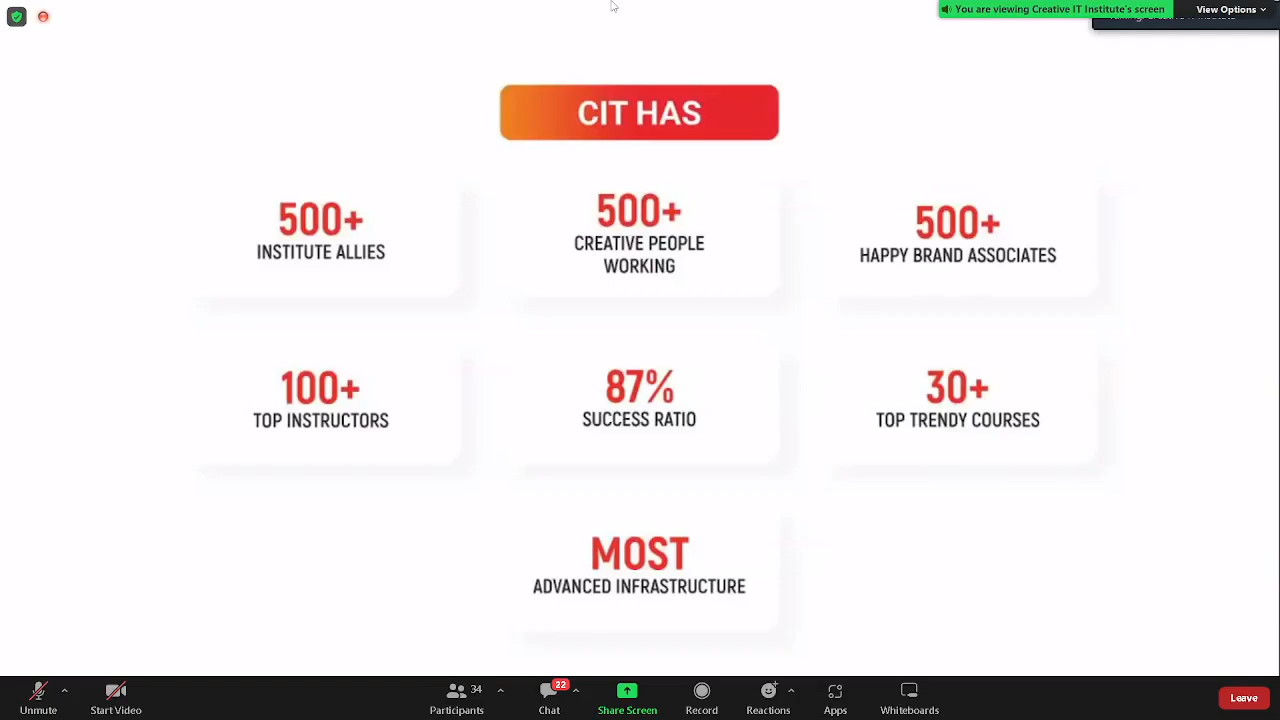 You are viewing Creative IT Institute's screen
View Options
CIT HAS
500+
INSTITUTE ALLIES
500+
CREATIVE PEOPLE
WORKING
500+
HAPPY BRAND ASSOCIATES
100+
TOP INSTRUCTORS
87%
SUCCESS RATIO
30+
TOP TRENDY COURSES
MOST
ADVANCED INFRASTRUCTURE
Unmute
Start Video
34
Participants
22
Chat
Share Screen
Record
Reactions
Apps
Whiteboards
Leave